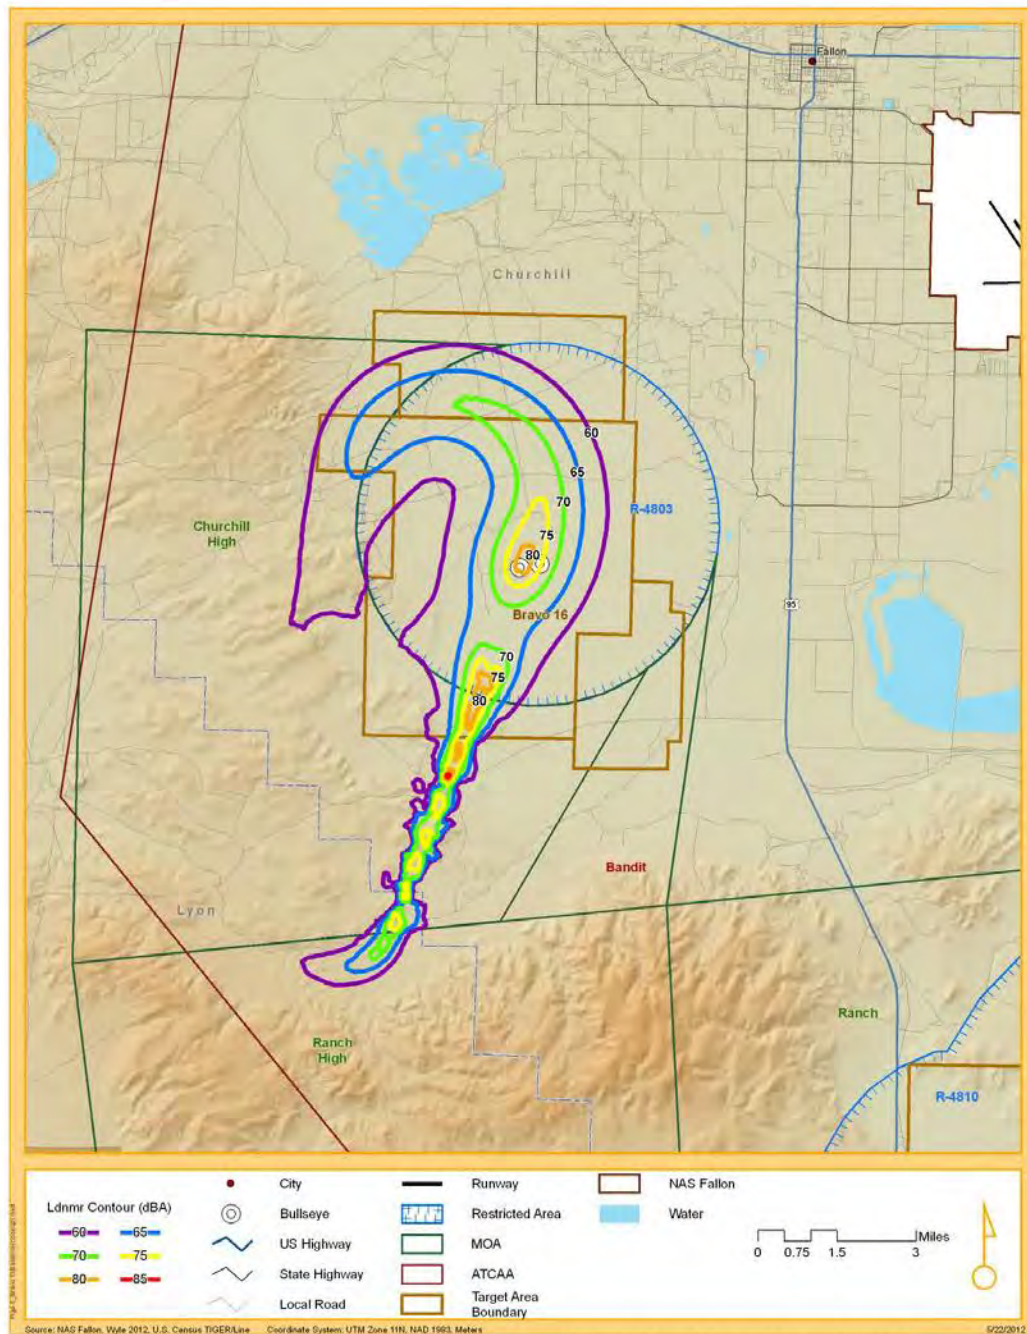 Fallon
Churchill
60
65
R-4803
70
Churchill
High
75
80
95
Bravo 16
70
75
80
Bandit
Lyon
Ranch
Ranch
High
R-4810
Ldnmr Contour (dBA)
60 65
70 75
80 85
City
Bullseye
US Highway
State Highway
Local Road
Runway
Restricted Area
MOA
ATCAA
Target Area
Boundary
NAS Fallon
Water
Miles
0 0.75 1.5 3
Source: NAS Fallon, Wyle 2012, U.S. Census TIGER/Line Coordinate System: UTM Zone 11N, NAD 1983, Meters 5/22/2012